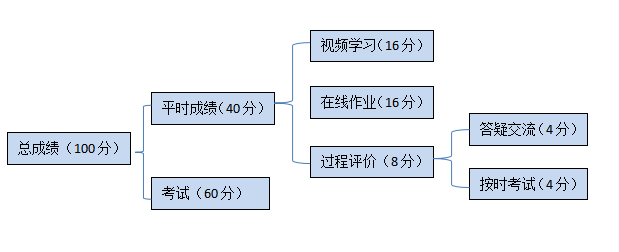 总成绩（100分）
平时成绩（40分）
考试（60分）
视频学习（16分）
在线作业（16分）
过程评价（8分）
答疑交流（4分）
按时考试（4分）